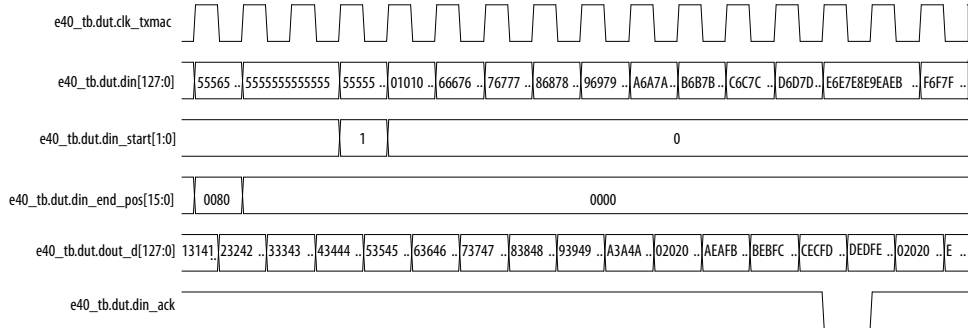 e40_tb.dut.clk_txmac
e40_tb.dut.din[127:0] 55565 .. 5555555555555 55555 .. 01010 .. 66676 .. 76777 .. 86878 .. 96979 .. A6A7A .. B6B7B .. C6C7C .. D6D7D .. E6E7E8E9EAEB .. F6F7F ..
e40_tb.dut.din_start[1:0] 1 0
e40_tb.dut.din_end_pos[15:0] 0080 0000
e40_tb.dut.dout_d[127:0] 13141 .. 23242 .. 33343 .. 43444 .. 53545 .. 63646 .. 73747 .. 83848 .. 93949 .. A3A4A .. 02020 .. AEAFB .. BEBFC .. CECFD .. DEDFE .. 02020 .. E ..
e40_tb.dut.din_ack